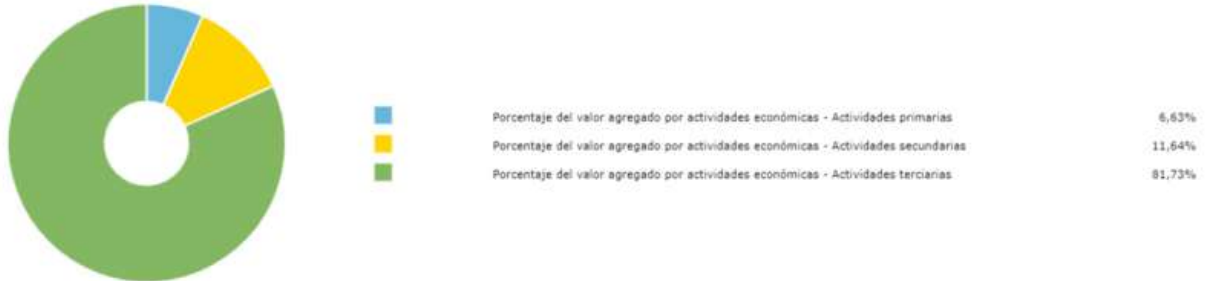 Porcentaje del valor agregado por actividades económicas - Actividades primarias 6,63%
Porcentaje del valor agregado por actividades económicas - Actividades secundarias 11,64%
Porcentaje del valor agregado por actividades económicas - Actividades terciarias 81,73%